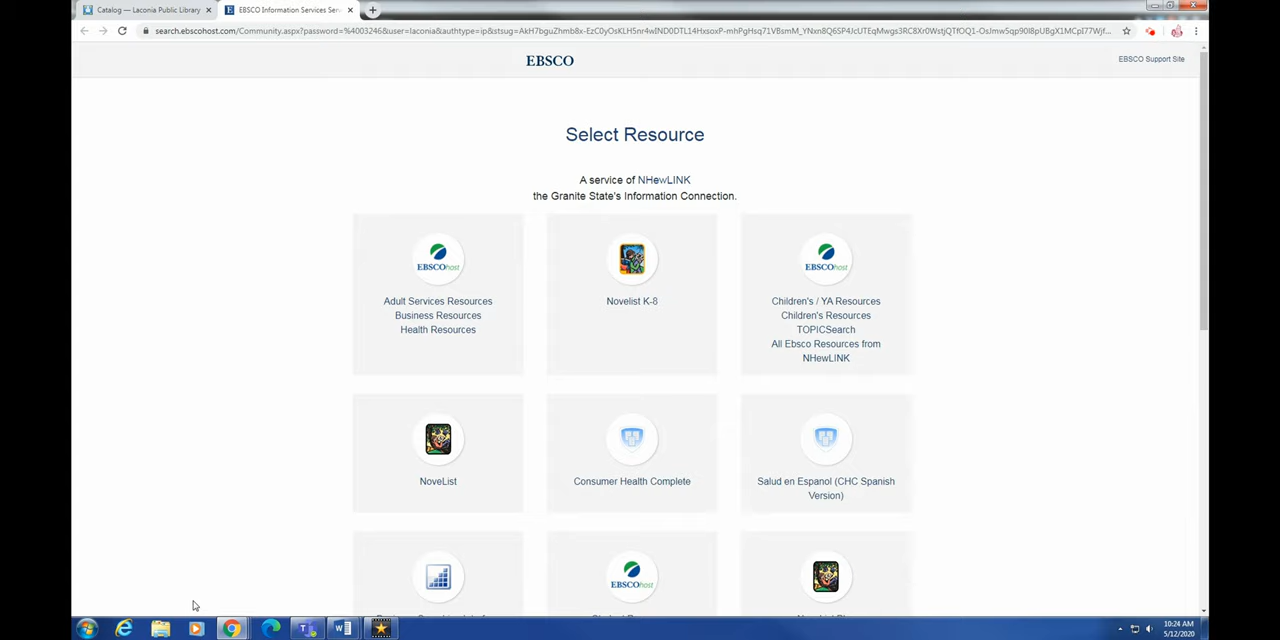 Catalog — Laconia Public Library
EBSCO Information Services Ser
EBSCO
EBSCO Support Site
Select Resource
A service of NHewLINK
the Granite State's Information Connection.
EBSCOhost
Adult Services Resources
Business Resources
Health Resources
Novelist K-8
EBSCOhost
Children's / YA Resources
Children's Resources
TOPICSearch
All Ebsco Resources from
NHewLINK
NoveList
Consumer Health Complete
Salud en Espanol (CHC Spanish
Version)
EBSCOhost
10:24 AM
5/12/2020